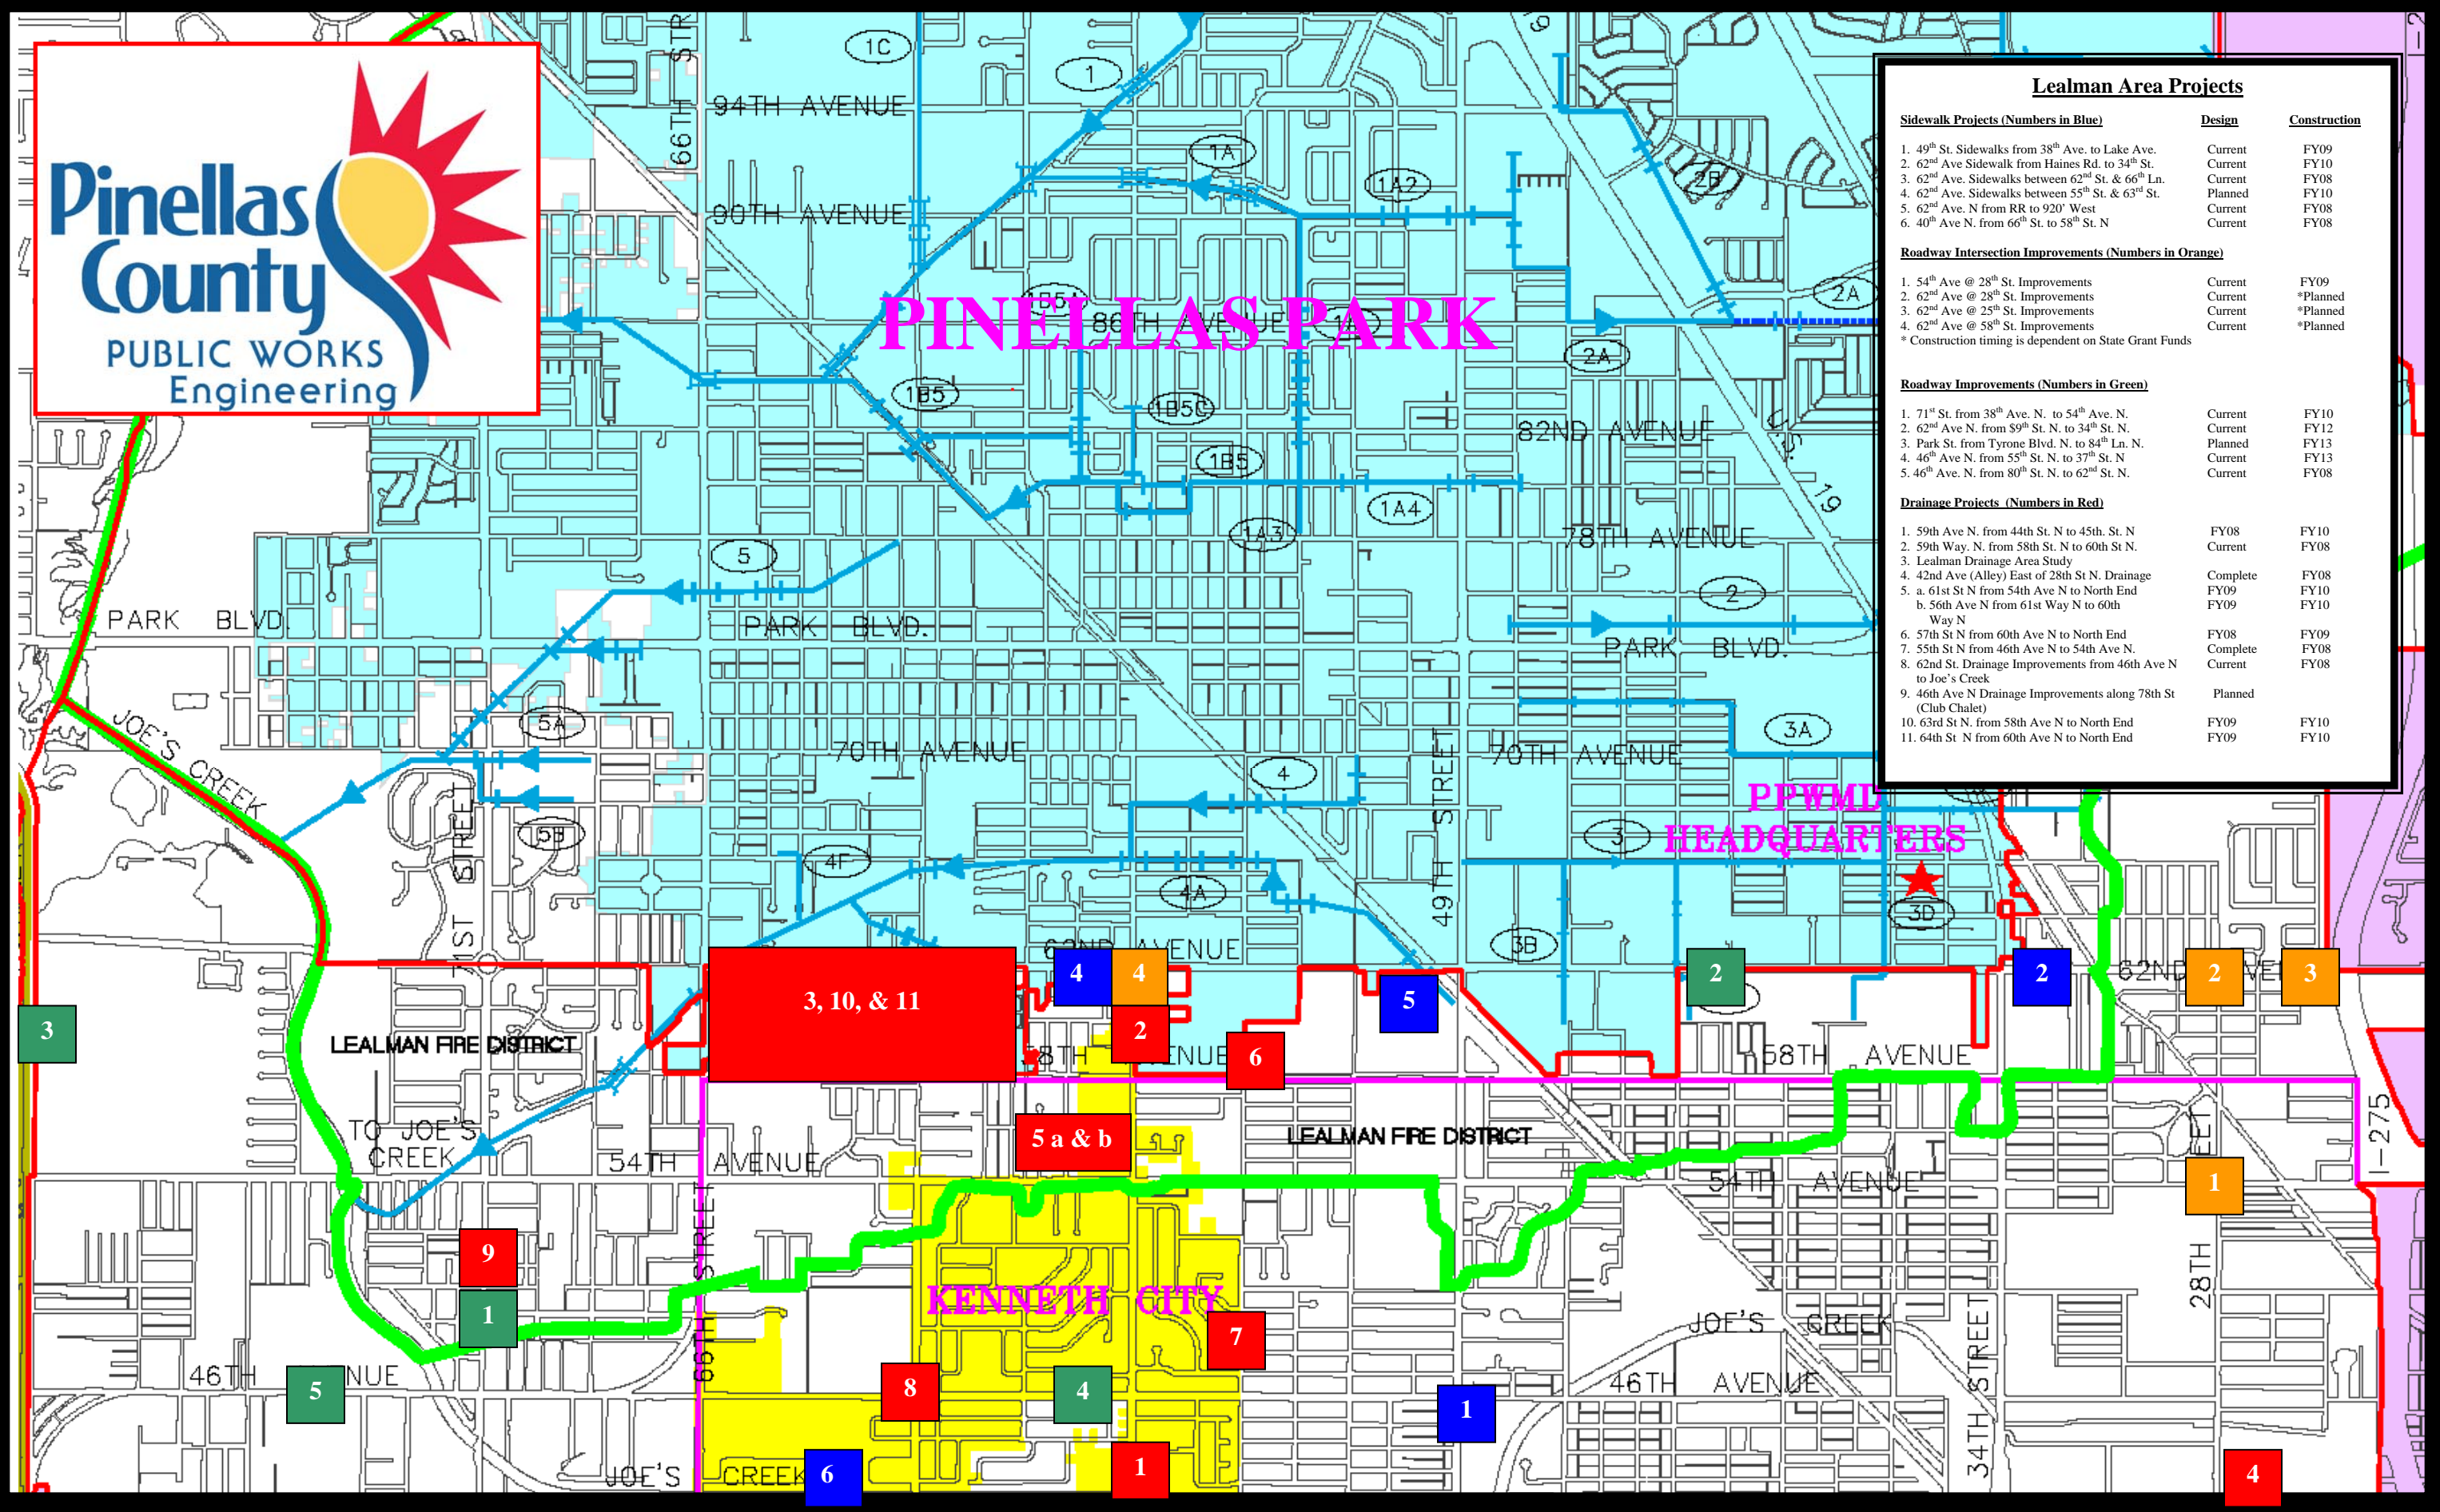 Pinellas
County
PUBLIC WORKS
Engineering
Lealman Area Projects
Sidewalk Projects (Numbers in Blue) Design Construction
1. 49th St. Sidewalks from 38th Ave. to Lake Ave. Current FY09
2. 62nd Ave Sidewalk from Haines Rd. to 34th St. Current FY10
3. 62nd Ave. Sidewalks between 62nd St. & 66th Ln. Current FY08
4. 62nd Ave. Sidewalks between 55th St. & 63rd St. Planned FY10
5. 62nd Ave. N from RR to 920' West Current FY08
6. 40th Ave N. from 66th St. to 58th St. N Current FY08
Roadway Intersection Improvements (Numbers in Orange)
1. 54th Ave @ 28th St. Improvements Current FY09
2. 62nd Ave @ 28th St. Improvements Current *Planned
3. 62nd Ave @ 25th St. Improvements Current *Planned
4. 62nd Ave @ 58th St. Improvements Current *Planned
* Construction timing is dependent on State Grant Funds
Roadway Improvements (Numbers in Green)
1. 71st St. from 38th Ave. N. to 54th Ave. N. Current FY10
2. 62nd Ave N. from $9th St. N. to 34th St. N. Current FY12
3. Park St. from Tyrone Blvd. N. to 84th Ln. N. Planned FY13
4. 46th Ave N. from 55th St. N. to 37th St. N Current FY13
5. 46th Ave. N. from 80th St. N. to 62nd St. N. Current FY08
Drainage Projects (Numbers in Red)
1. 59th Ave N. from 44th St. N to 45th. St. N FY08 FY10
2. 59th Way. N. from 58th St. N to 60th St N. Current FY08
3. Lealman Drainage Area Study
4. 42nd Ave (Alley) East of 28th St N. Drainage Complete FY08
5. a. 61st St N from 54th Ave N to North End FY09 FY10
b. 56th Ave N from 61st Way N to 60th FY09 FY10
Way N
6. 57th St N from 60th Ave N to North End FY08 FY09
7. 55th St N from 46th Ave N to 54th Ave N. Complete FY08
8. 62nd St. Drainage Improvements from 46th Ave N Current FY08
to Joe's Creek
9. 46th Ave N Drainage Improvements along 78th St Planned
(Club Chalet)
10. 63rd St N. from 58th Ave N to North End FY09 FY10
11. 64th St N from 60th Ave N to North End FY09 FY10
1C
1
66TH STR
94TH AVENUE
19
1A
1A2
2B
90TH AVENUE
2A
PINELLAS PARK
86TH AVENUE
2A
1B5
1B5C
82ND AVENUE
1B5
19
1A4
1A3
78TH AVENUE
5
2
PARK BLVD.
PARK BLVD.
PARK BLVD.
JOE'S CREEK
5A
70TH AVENUE
70TH AVENUE
3A
4
49TH STREET
PPWMD
HEADQUARTERS
71ST STREET
5B
4F
3
4A
3D
62ND AVENUE
3B
62ND AVE
3
3, 10, & 11
4
4
5
2
2
2
3
2
6
LEALMAN FIRE DISTRICT
58TH AVENUE
58TH AVENUE
TO JOE'S
CREEK
5 a & b
LEALMAN FIRE DISTRICT
I-275
54TH AVENUE
54TH AVENUE
1
9
1
66TH STREET
KENNETH CITY
7
JOE'S CREEK
28TH
EET
34TH STREET
46TH
5
NUE
8
4
1
46TH AVENUE
JOE'S CREEK
6
1
4